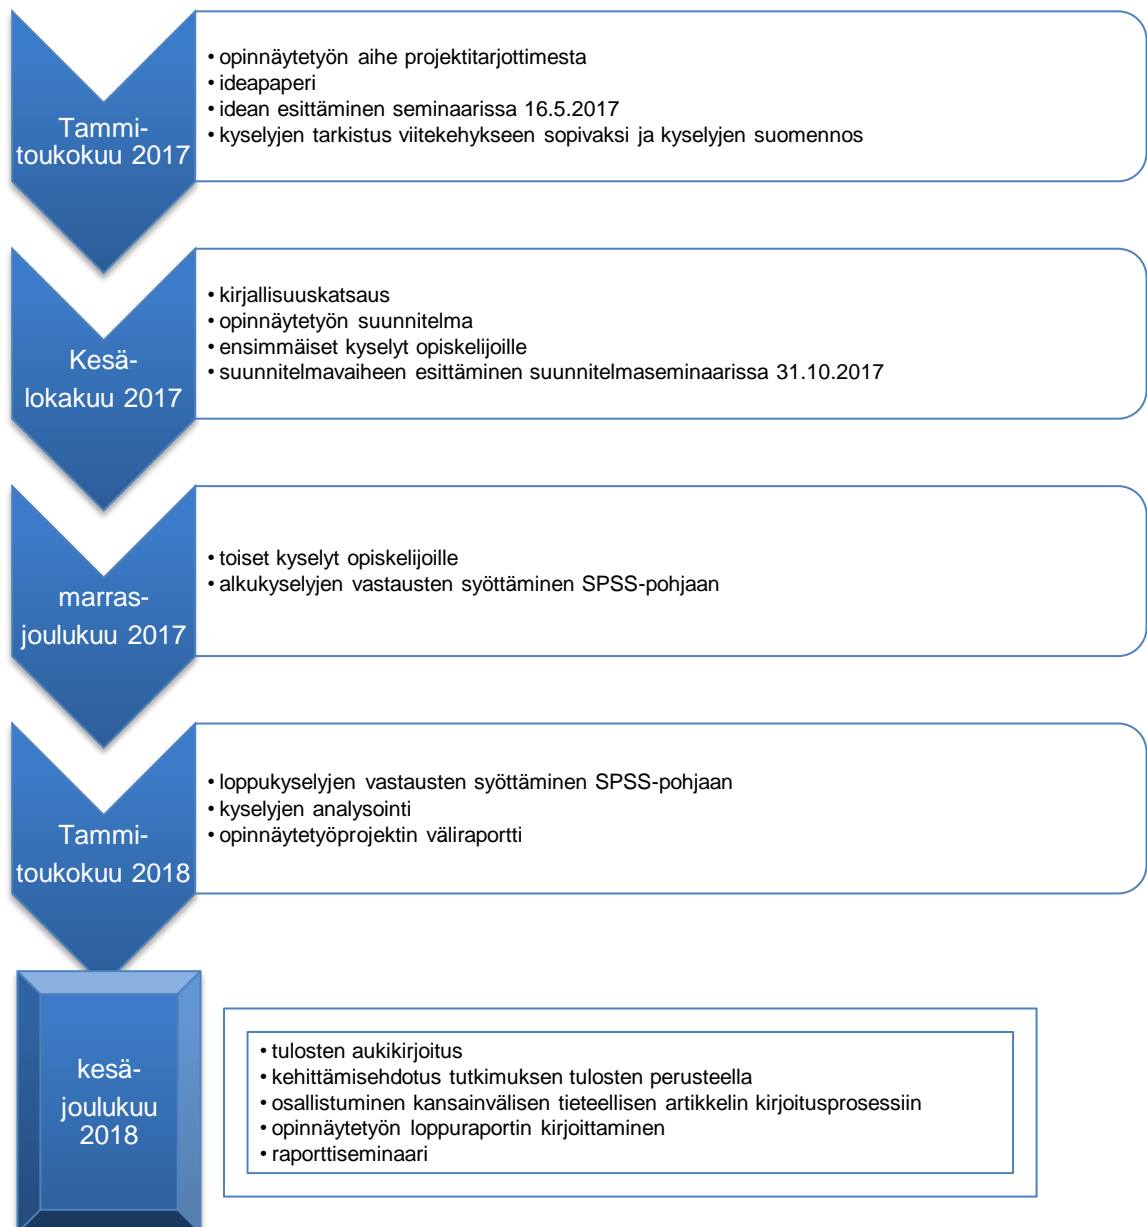 Tammi-
toukokuu 2017
• opinnäytetyön aihe projektitarjottimesta
• ideapaperi
• idean esittäminen seminaarissa 16.5.2017
• kyselyjen tarkistus viitekehykseen sopivaksi ja kyselyjen suomennos
Kesä-
lokakuu 2017
• kirjallisuuskatsaus
• opinnäytetyön suunnitelma
• ensimmäiset kyselyt opiskelijoille
• suunnitelmavaiheen esittäminen suunnitelmaseminaarissa 31.10.2017
marras-
joulukuu 2017
• toiset kyselyt opiskelijoille
• alkukyselyjen vastausten syöttäminen SPSS-pohjaan
Tammi-
toukokuu 2018
• loppukyselyjen vastausten syöttäminen SPSS-pohjaan
• kyselyjen analysointi
• opinnäytetyöprojektin väliraportti
kesä-
joulukuu
2018
• tulosten aukikirjoitus
• kehittämisehdotus tutkimuksen tulosten perusteella
• osallistuminen kansainvälisen tieteellisen artikkelin kirjoitusprosessiin
• opinnäytetyön loppuraportin kirjoittaminen
• raporttiseminaari